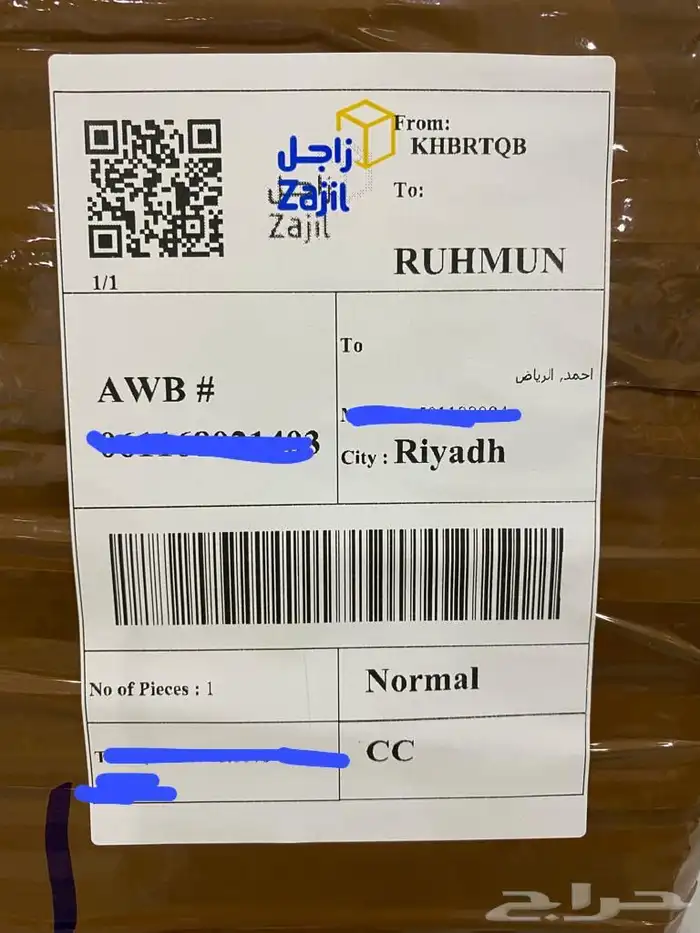 زاجل
Zajil
Zajil
From:
KHBRTQB
To:
RUHMUN
1/1
To
احمد, الرياض
AWB #
City : Riyadh
No of Pieces : 1
Normal
CC
حراج